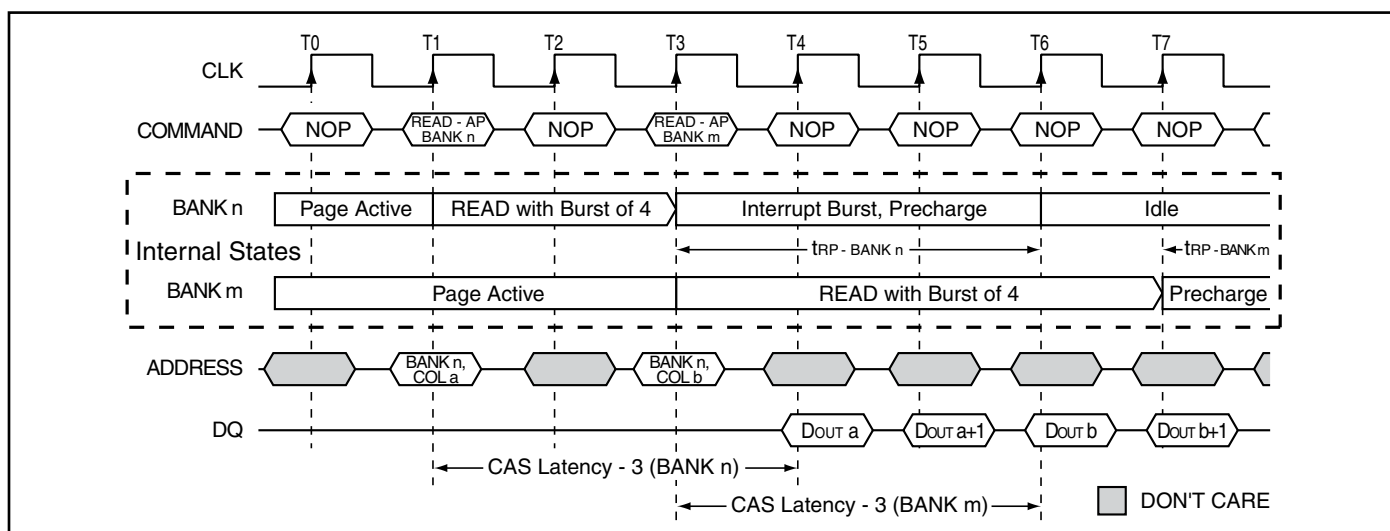 T0 T1 T2 T3 T4 T5 T6 T7
CLK
COMMAND NOP READ - AP BANK n NOP READ - AP BANK m NOP NOP NOP NOP
BANK n Page Active READ with Burst of 4 Interrupt Burst, Precharge Idle
Internal States tRP - BANK n tRP - BANK m
BANK m Page Active READ with Burst of 4 Precharge
ADDRESS BANK n, COL a BANK n, COL b
DQ DOUT a DOUT a+1 DOUT b DOUT b+1
CAS Latency - 3 (BANK n)
CAS Latency - 3 (BANK m) DON'T CARE